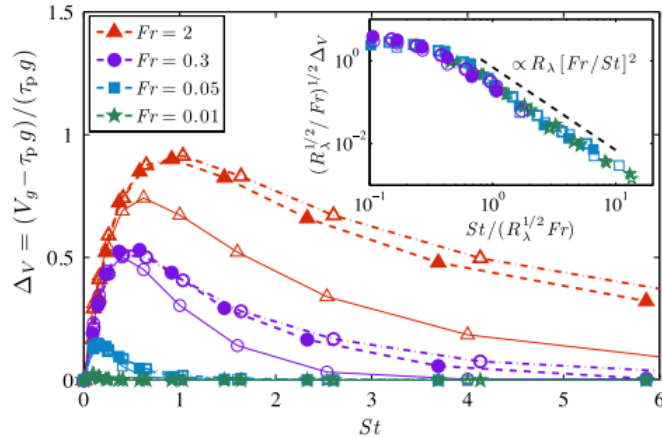 1.5
1
0.5
0
Δ_V = (V_g − τ_p g)/(τ_p g)
Fr = 2
Fr = 0.3
Fr = 0.05
Fr = 0.01
(R_λ^{1/2}/Fr)^{1/2} Δ_V
10^0
10^{-2}
∝ R_λ [Fr/St]^2
10^{-1}
10^0
10^1
St/(R_λ^{1/2} Fr)
0
1
2
3
4
5
6
St